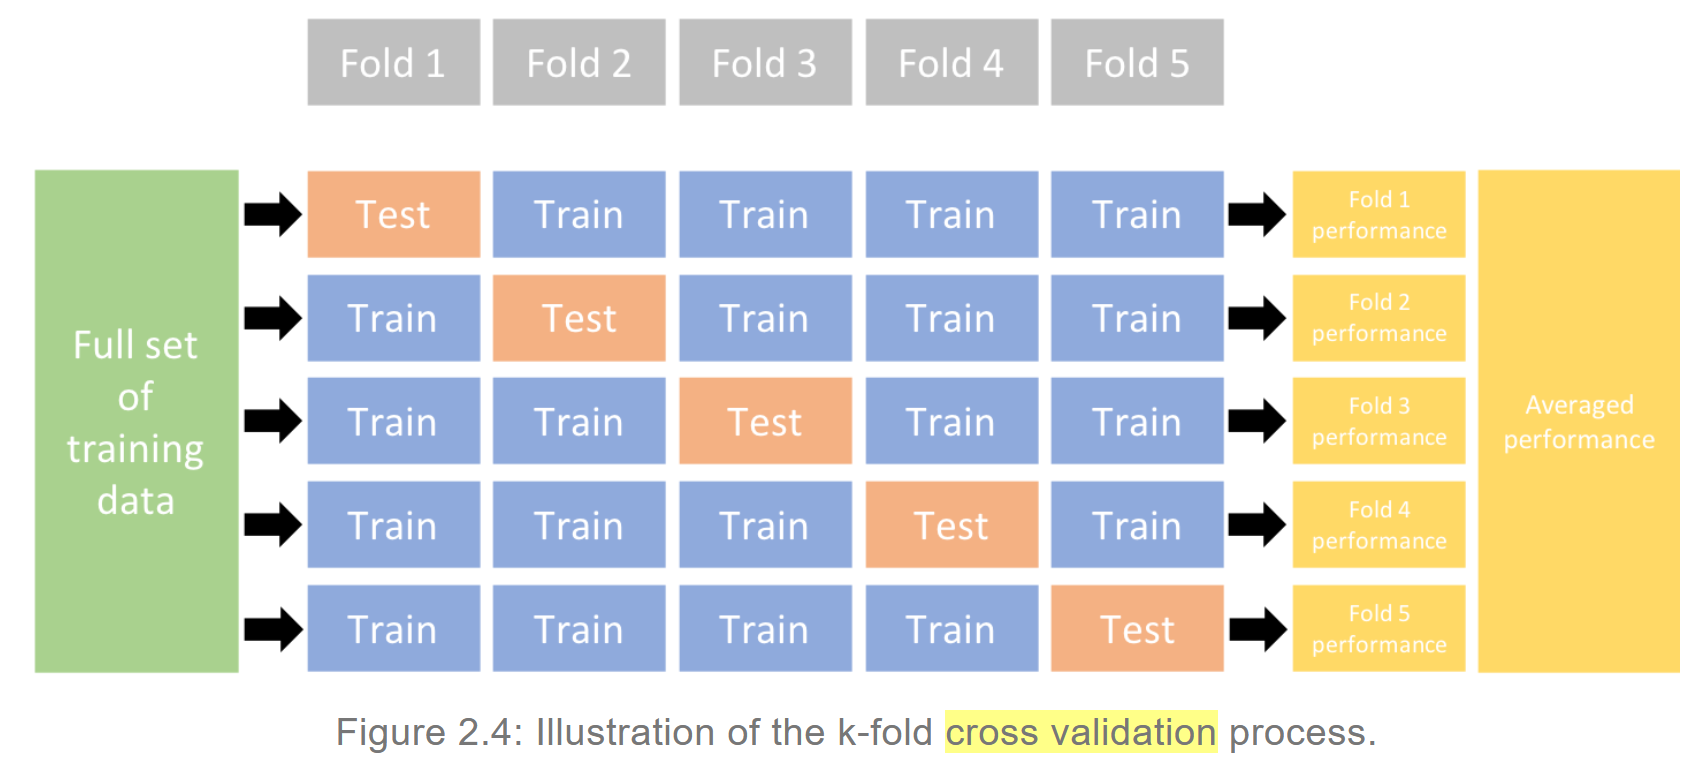 Fold 1 Fold 2 Fold 3 Fold 4 Fold 5
Full set
of
training
data
Test Train Train Train Train
Fold 1
performance
Train Test Train Train Train
Fold 2
performance
Train Train Test Train Train
Fold 3
performance
Train Train Train Test Train
Fold 4
performance
Train Train Train Train Test
Fold 5
performance
Averaged
performance
Figure 2.4: Illustration of the k-fold cross validation process.